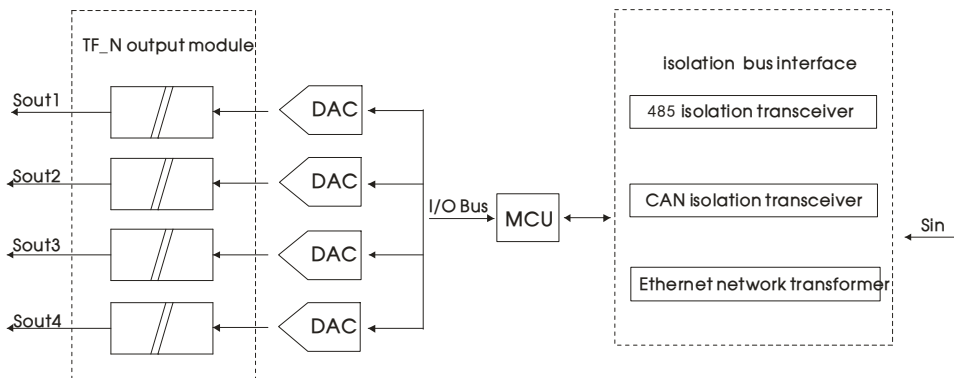 TF_N output module
isolation bus interface
Sout1
DAC
485 isolation transceiver
Sout2
DAC
I/O Bus
MCU
CAN isolation transceiver
Sin
Sout3
DAC
Ethernet network transformer
Sout4
DAC